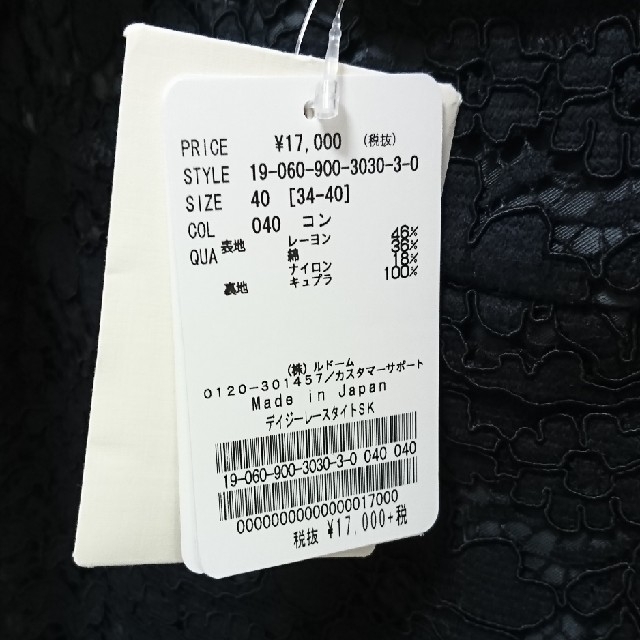 PRICE ¥17,000 (税抜)
STYLE 19-060-900-3030-3-0
SIZE 40 [34-40]
COL 040 コン
QUA 表地 レーヨン 46%
綿 36%
ナイロン 18%
裏地 キュプラ 100%
(株) ルドーム
0120-301457/カスタマーサポート
Made in Japan
デイジーレースタイトSK
19-060-900-3030-3-0 040 040
00000000000000017000
税抜 ¥17,000+税